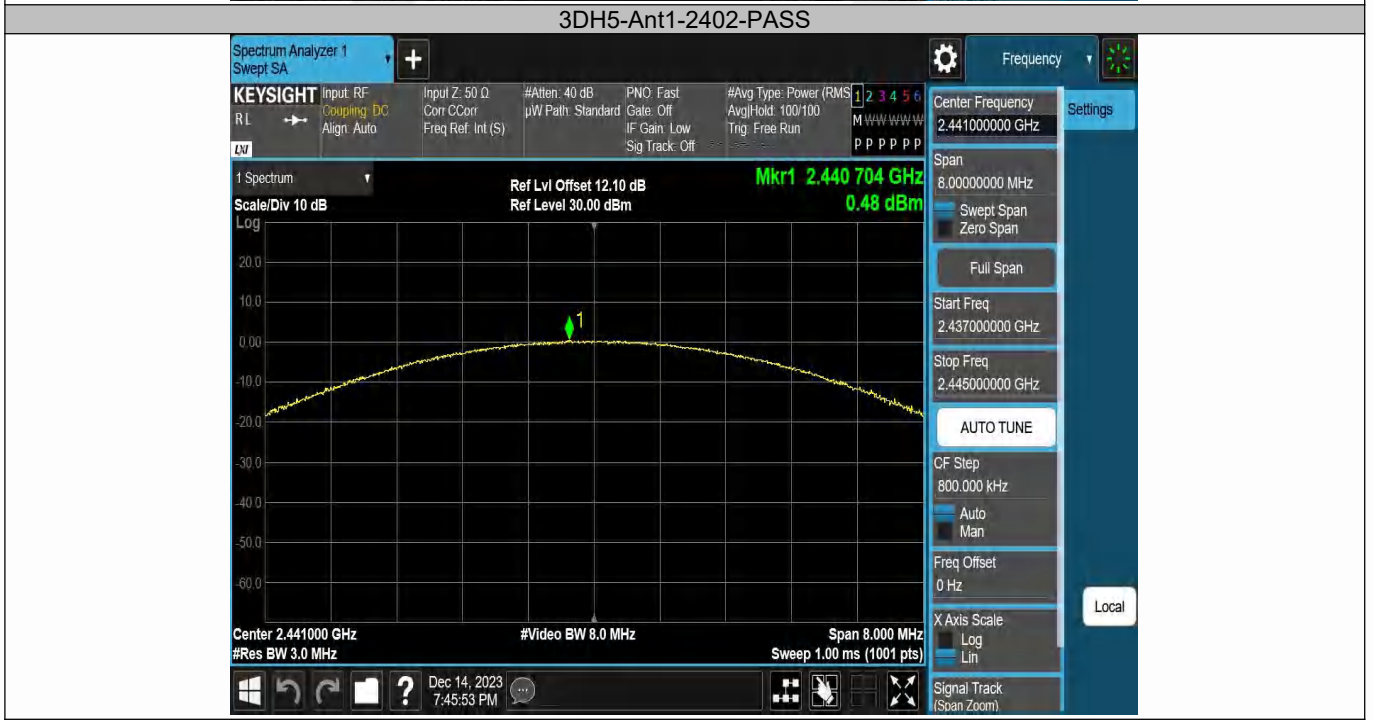 3DH5-Ant1-2402-PASS
Spectrum Analyzer 1
Swept SA
Frequency
KEYSIGHT
RL
LXI
Input: RF
Coupling: DC
Align: Auto
Input Z: 50 Ω
Corr CCorr
Freq Ref: Int (S)
#Atten: 40 dB
µW Path: Standard
PNO: Fast
Gate: Off
IF Gain: Low
Sig Track: Off
#Avg Type: Power (RMS
Avg|Hold: 100/100
Trig: Free Run
1 2 3 4 5 6
M W W W W W
P P P P P P
1 Spectrum
Scale/Div 10 dB
Ref Lvl Offset 12.10 dB
Ref Level 30.00 dBm
Mkr1 2.440 704 GHz
0.48 dBm
Log
20.0
10.0
0.00
-10.0
-20.0
-30.0
-40.0
-50.0
-60.0
1
Center 2.441000 GHz
#Res BW 3.0 MHz
#Video BW 8.0 MHz
Span 8.000 MHz
Sweep 1.00 ms (1001 pts)
Center Frequency
2.441000000 GHz
Settings
Span
8.00000000 MHz
Swept Span
Zero Span
Full Span
Start Freq
2.437000000 GHz
Stop Freq
2.445000000 GHz
AUTO TUNE
CF Step
800.000 kHz
Auto
Man
Freq Offset
0 Hz
X Axis Scale
Log
Lin
Local
Signal Track
(Span Zoom)
?
Dec 14, 2023
7:45:53 PM